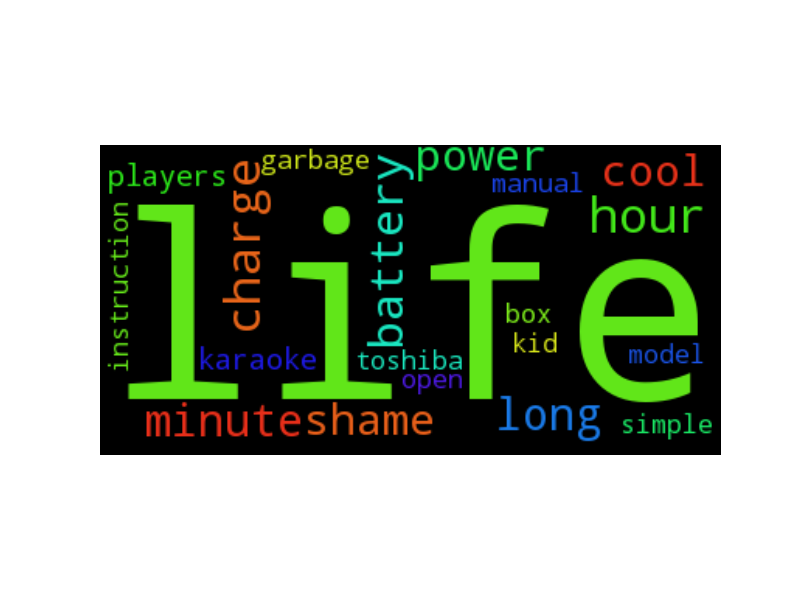 garbage
power
players
charge
battery
manual
cool
hour
instruction
life
box
kid
karaoke
toshiba
model
open
minute
shame
long
simple